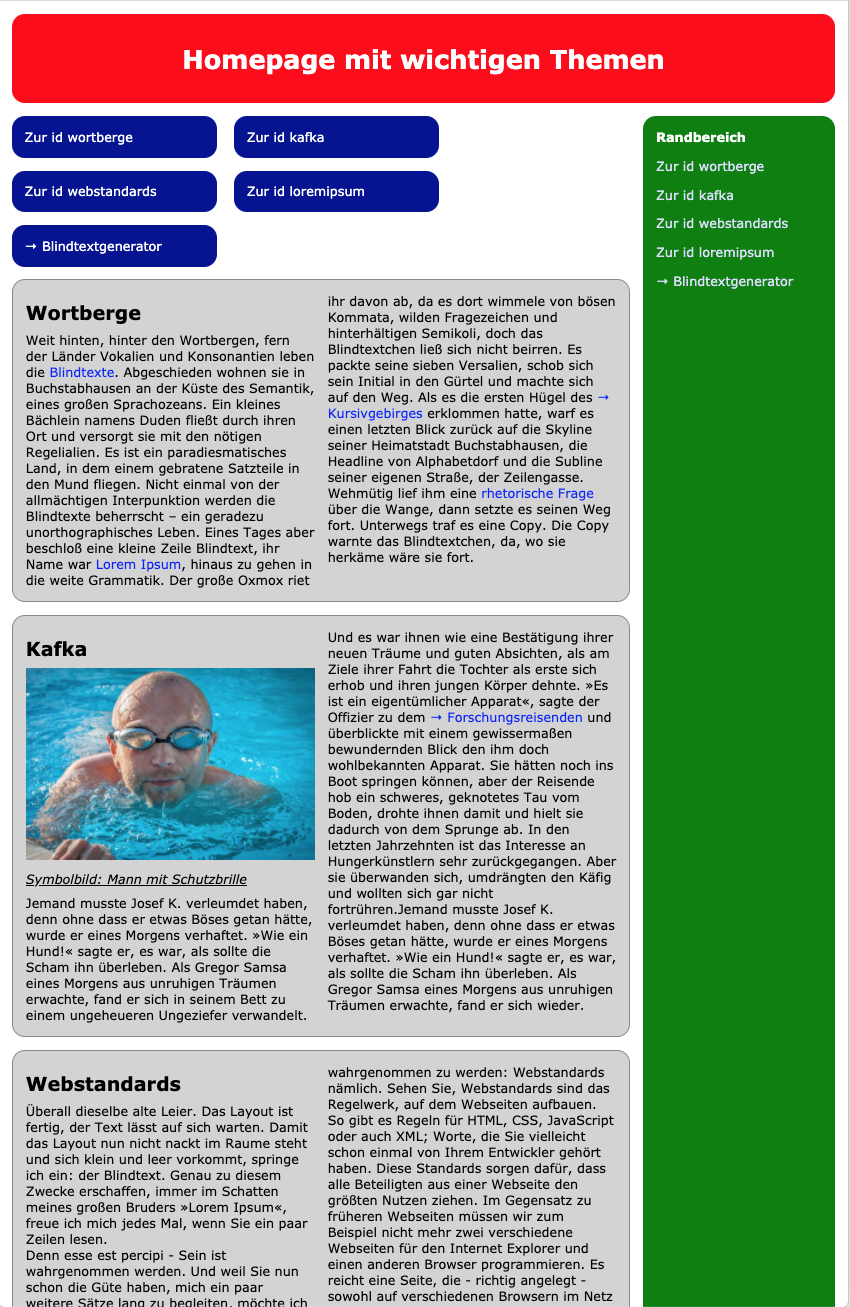 Homepage mit wichtigen Themen
Zur id wortberge
Zur id kafka
Zur id webstandards
Zur id loremipsum
→ Blindtextgenerator
Wortberge
Weit hinten, hinter den Wortbergen, fern
der Länder Vokalien und Konsonantien leben
die Blindtexte. Abgeschieden wohnen sie in
Buchstabhausen an der Küste des Semantik,
eines großen Sprachozeans. Ein kleines
Bächlein namens Duden fließt durch ihren
Ort und versorgt sie mit den nötigen
Regelialien. Es ist ein paradiesmatisches
Land, in dem einem gebratene Satzteile in
den Mund fliegen. Nicht einmal von der
allmächtigen Interpunktion werden die
Blindtexte beherrscht – ein geradezu
unorthographisches Leben. Eines Tages aber
beschloß eine kleine Zeile Blindtext, ihr
Name war Lorem Ipsum, hinaus zu gehen in
die weite Grammatik. Der große Oxmox riet
ihr davon ab, da es dort wimmele von bösen
Kommata, wilden Fragezeichen und
hinterhältigen Semikoli, doch das
Blindtextchen ließ sich nicht beirren. Es
packte seine sieben Versalien, schob sich
sein Initial in den Gürtel und machte sich
auf den Weg. Als es die ersten Hügel des →
Kursivgebirges erklommen hatte, warf es
einen letzten Blick zurück auf die Skyline
seiner Heimatstadt Buchstabhausen, die
Headline von Alphabetdorf und die Subline
seiner eigenen Straße, der Zeilengasse.
Wehmütig lief ihm eine rhetorische Frage
über die Wange, dann setzte es seinen Weg
fort. Unterwegs traf es eine Copy. Die Copy
warnte das Blindtextchen, da, wo sie
herkäme wäre sie fort.
Kafka
Symbolbild: Mann mit Schutzbrille
Jemand musste Josef K. verleumdet haben,
denn ohne dass er etwas Böses getan hätte,
wurde er eines Morgens verhaftet. »Wie ein
Hund!« sagte er, es war, als sollte die
Scham ihn überleben. Als Gregor Samsa
eines Morgens aus unruhigen Träumen
erwachte, fand er sich in seinem Bett zu
einem ungeheueren Ungeziefer verwandelt.
Und es war ihnen wie eine Bestätigung ihrer
neuen Träume und guten Absichten, als am
Ziele ihrer Fahrt die Tochter als erste sich
erhob und ihren jungen Körper dehnte. »Es
ist ein eigentümlicher Apparat«, sagte der
Offizier zu dem → Forschungsreisenden und
überblickte mit einem gewissermaßen
bewundernden Blick den ihm doch
wohlbekannten Apparat. Sie hätten noch ins
Boot springen können, aber der Reisende
hob ein schweres, geknotetes Tau vom
Boden, drohte ihnen damit und hielt sie
dadurch von dem Sprunge ab. In den
letzten Jahrzehnten ist das Interesse an
Hungerkünstlern sehr zurückgegangen. Aber
sie überwanden sich, umdrängten den Käfig
und wollten sich gar nicht
fortrühren.Jemand musste Josef K.
verleumdet haben, denn ohne dass er etwas
Böses getan hätte, wurde er eines Morgens
verhaftet. »Wie ein Hund!« sagte er, es war,
als sollte die Scham ihn überleben. Als
Gregor Samsa eines Morgens aus unruhigen
Träumen erwachte, fand er sich wieder.
Webstandards
Überall dieselbe alte Leier. Das Layout ist
fertig, der Text lässt auf sich warten. Damit
das Layout nun nicht nackt im Raume steht
und sich klein und leer vorkommt, springe
ich ein: der Blindtext. Genau zu diesem
Zwecke erschaffen, immer im Schatten
meines großen Bruders »Lorem Ipsum«,
freue ich mich jedes Mal, wenn Sie ein paar
Zeilen lesen.
Denn esse est percipi - Sein ist
wahrgenommen werden. Und weil Sie nun
schon die Güte haben, mich ein paar
weitere Sätze lang zu begleiten, möchte ich
wahrgenommen zu werden: Webstandards
nämlich. Sehen Sie, Webstandards sind das
Regelwerk, auf dem Webseiten aufbauen.
So gibt es Regeln für HTML, CSS, JavaScript
oder auch XML; Worte, die Sie vielleicht
schon einmal von Ihrem Entwickler gehört
haben. Diese Standards sorgen dafür, dass
alle Beteiligten aus einer Webseite den
größten Nutzen ziehen. Im Gegensatz zu
früheren Webseiten müssen wir zum
Beispiel nicht mehr zwei verschiedene
Webseiten für den Internet Explorer und
einen anderen Browser programmieren. Es
reicht eine Seite, die - richtig angelegt -
sowohl auf verschiedenen Browsern im Netz
Randbereich
Zur id wortberge
Zur id kafka
Zur id webstandards
Zur id loremipsum
→ Blindtextgenerator